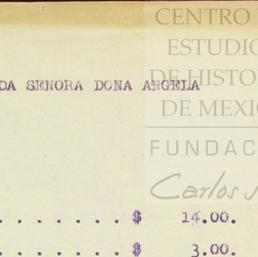 CENTRO
ESTUDIO
DE HISTO
DE MEXIC
FUNDAC
Carlos
DA SENORA DONA ANGELA
. . . . . . . $ 14.00.
. . . . . . . $ 3.00.